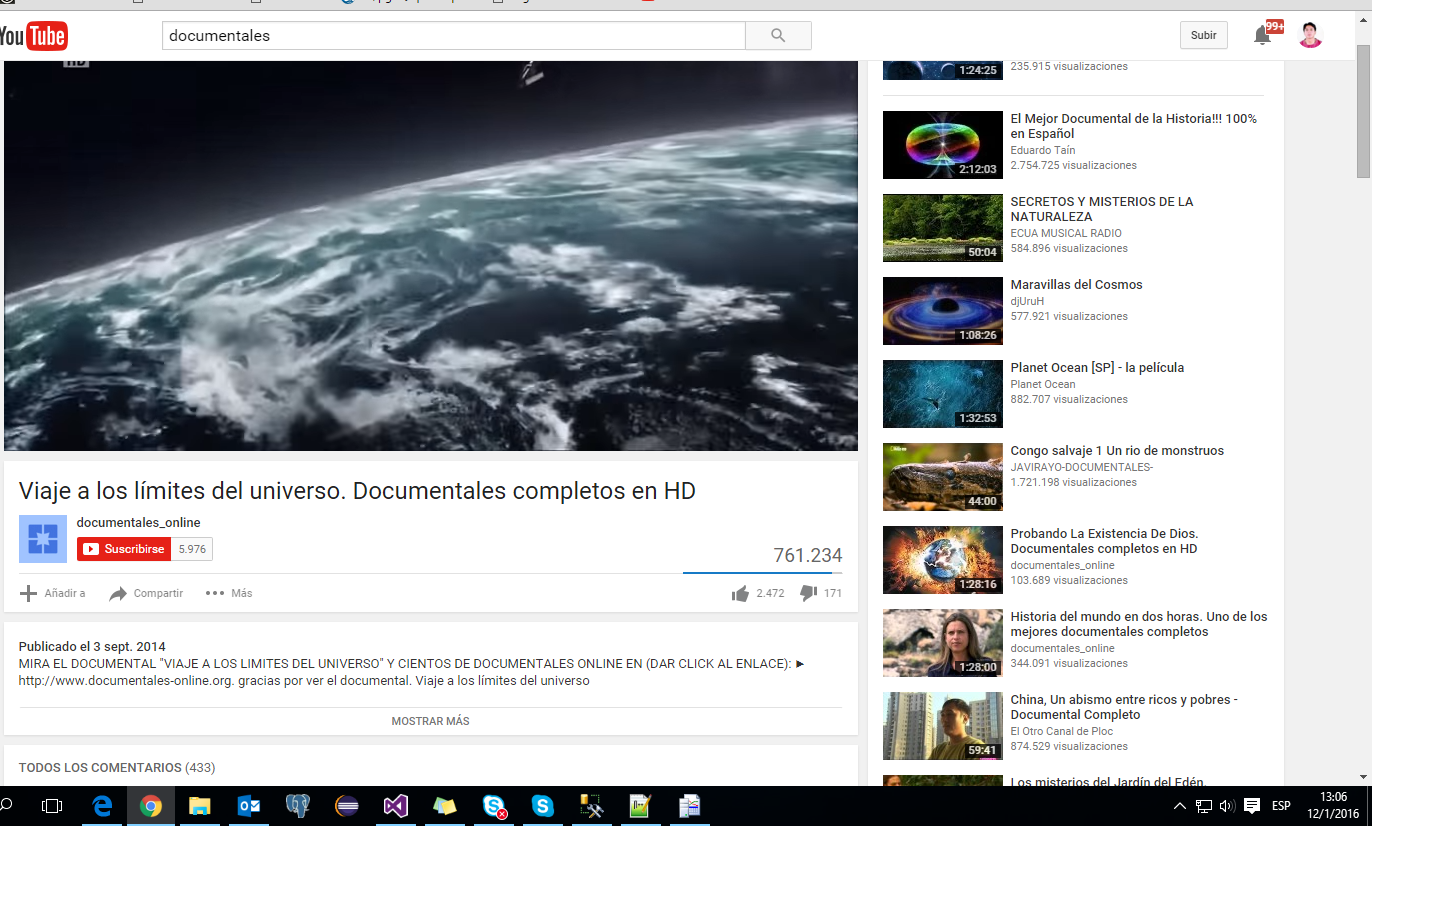 YouTube
documentales
Subir
99+
HD
1:24:25
235.915 visualizaciones
El Mejor Documental de la Historia!!! 100%
en Español
Eduardo Taín
2.754.725 visualizaciones
2:12:03
SECRETOS Y MISTERIOS DE LA
NATURALEZA
ECUA MUSICAL RADIO
584.896 visualizaciones
50:04
Maravillas del Cosmos
djUruH
577.921 visualizaciones
1:08:26
Planet Ocean [SP] - la película
Planet Ocean
882.707 visualizaciones
1:32:53
Congo salvaje 1 Un rio de monstruos
JAVIRAYO-DOCUMENTALES-
1.721.198 visualizaciones
44:00
Probando La Existencia De Dios.
Documentales completos en HD
documentales_online
103.689 visualizaciones
1:28:16
Historia del mundo en dos horas. Uno de los
mejores documentales completos
documentales_online
344.091 visualizaciones
1:28:00
China, Un abismo entre ricos y pobres -
Documental Completo
El Otro Canal de Ploc
874.529 visualizaciones
59:41
Los misterios del Jardín del Edén.
Viaje a los límites del universo. Documentales completos en HD
documentales_online
Suscribirse 5.976
761.234
Añadir a Compartir Más 2.472 171
Publicado el 3 sept. 2014
MIRA EL DOCUMENTAL "VIAJE A LOS LIMITES DEL UNIVERSO" Y CIENTOS DE DOCUMENTALES ONLINE EN (DAR CLICK AL ENLACE): ►
http://www.documentales-online.org. gracias por ver el documental. Viaje a los límites del universo
MOSTRAR MÁS
TODOS LOS COMENTARIOS (433)
ESP
13:06
12/1/2016